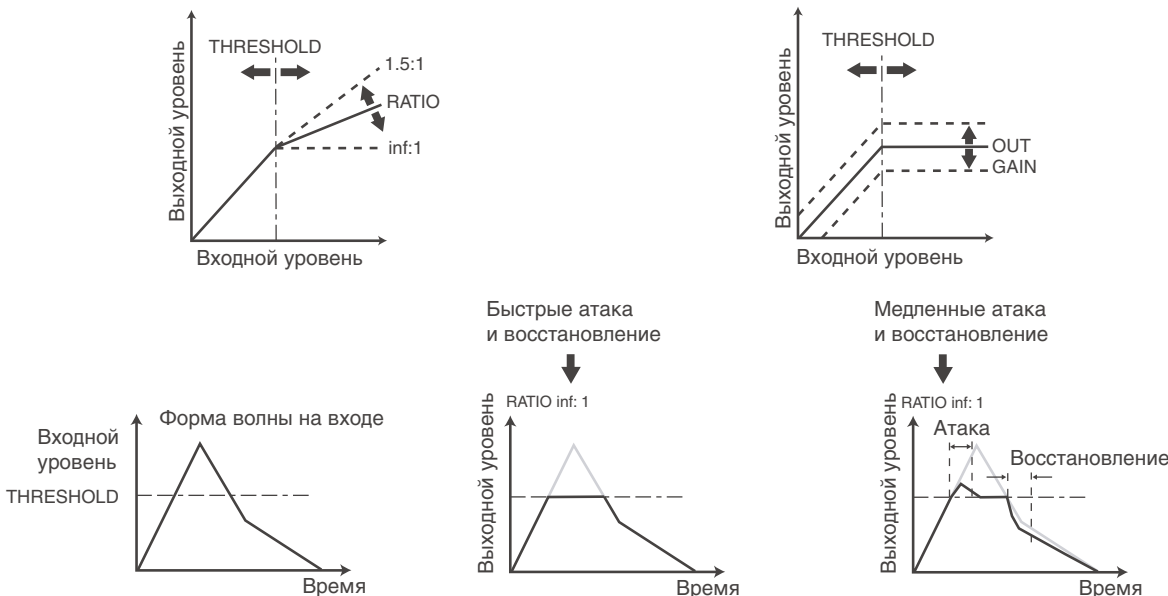 THRESHOLD
1.5:1
RATIO
inf:1
Выходной уровень
Входной уровень
THRESHOLD
OUT
GAIN
Выходной уровень
Входной уровень
Форма волны на входе
Входной
уровень
THRESHOLD
Время
Быстрые атака
и восстановление
RATIO inf: 1
Выходной уровень
Время
Медленные атака
и восстановление
RATIO inf: 1
Атака
Восстановление
Выходной уровень
Время